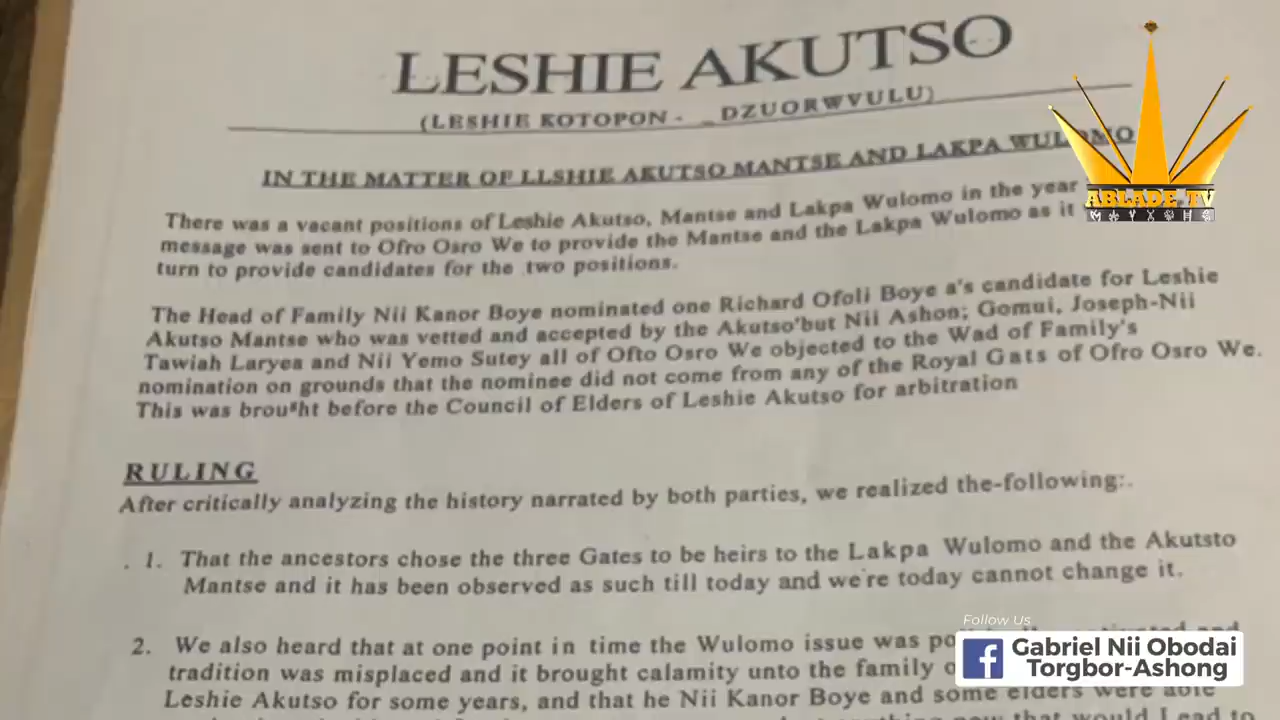 LESHIE AKUTSO
(LESHIE KOTOPON - _ DZUORWVULU)
IN THE MATTER OF LLSHIE AKUTSO MANTSE AND LAKPA WULOMO
There was a vacant positions of Leshie Akutso, Mantse and Lakpa Wulomo in the year
message was sent to Ofro Osro We to provide the Mantse and the Lakpa Wulomo as it
turn to provide candidates for the two positions.
The Head of Family Nii Kanor Boye nominated one Richard Ofoli Boye a's candidate for Leshie
Akutso Mantse who was vetted and accepted by the Akutso'but Nii Ashon; Gomui, Joseph-Nii
Tawiah Laryea and Nii Yemo Sutey all of Ofto Osro We objected to the Wad of Family's
nomination on grounds that the nominee did not come from any of the Royal Gats of Ofro Osro We.
This was brou*ht before the Council of Elders of Leshie Akutso for arbitration
RULING
After critically analyzing the history narrated by both parties, we realized the-following:.
. 1. That the ancestors chose the three Gates to be heirs to the Lakpa Wulomo and the Akutsto
Mantse and it has been observed as such till today and we're today cannot change it.
2. We also heard that at one point in time the Wulomo issue was
tradition was misplaced and it brought calamity unto the family
Leshie Akutso for some years, and that he Nii Kanor Boye and some elders were able
now that would Lead to
ABLADE.TV
Follow Us
Gabriel Nii Obodai
Torgbor-Ashong